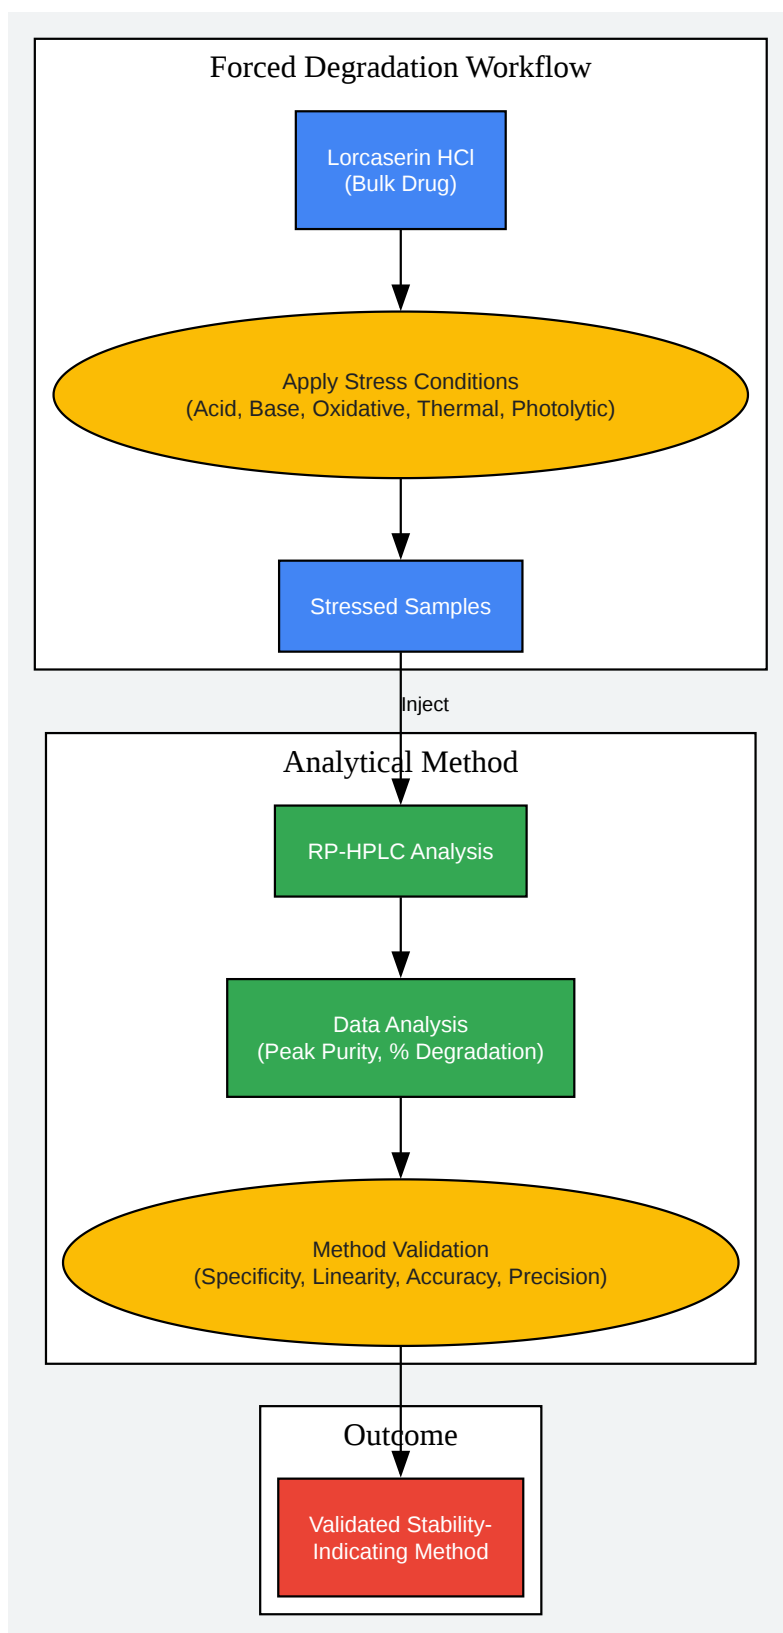 Forced Degradation Workflow
Lorcaserin HCl
(Bulk Drug)
Apply Stress Conditions
(Acid, Base, Oxidative, Thermal, Photolytic)
Stressed Samples
Inject
Analytical Method
RP-HPLC Analysis
Data Analysis
(Peak Purity, % Degradation)
Method Validation
(Specificity, Linearity, Accuracy, Precision)
Outcome
Validated Stability-
Indicating Method